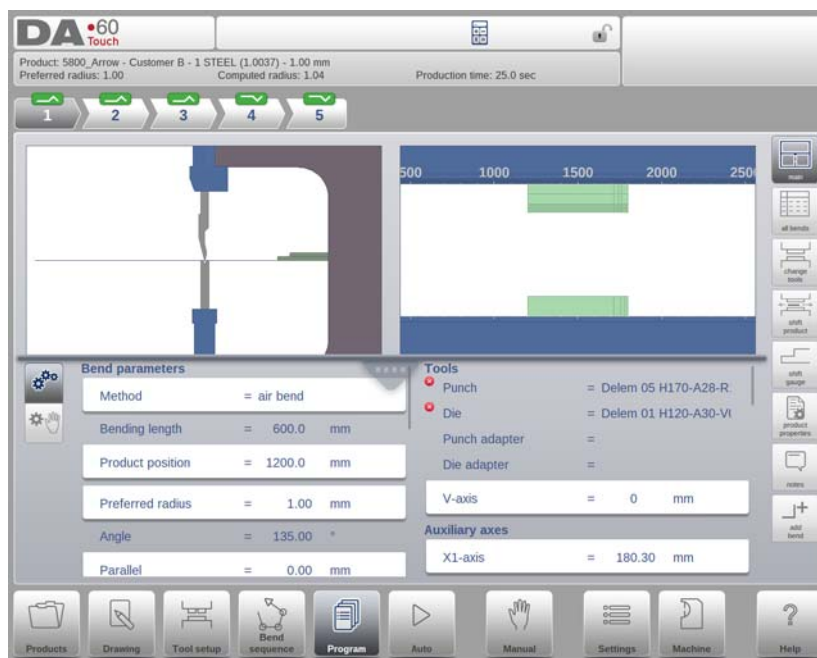 DA •60
Touch
Product: 5800_Arrow - Customer B - 1 STEEL (1.0037) - 1.00 mm
Preferred radius: 1.00 Computed radius: 1.04 Production time: 25.0 sec
1 2 3 4 5
500 1000 1500 2000 2500
main
all bends
change tools
shift product
shift gauge
product properties
notes
add bend
Bend parameters
Method = air bend
Bending length = 600.0 mm
Product position = 1200.0 mm
Preferred radius = 1.00 mm
Angle = 135.00 °
Parallel = 0.00 mm
Tools
Punch = Delem 05 H170-A28-R
Die = Delem 01 H120-A30-V(
Punch adapter =
Die adapter =
V-axis = 0 mm
Auxiliary axes
X1-axis = 180.30 mm
Products
Drawing
Tool setup
Bend
sequence
Program
Auto
Manual
Settings
Machine
?
Help